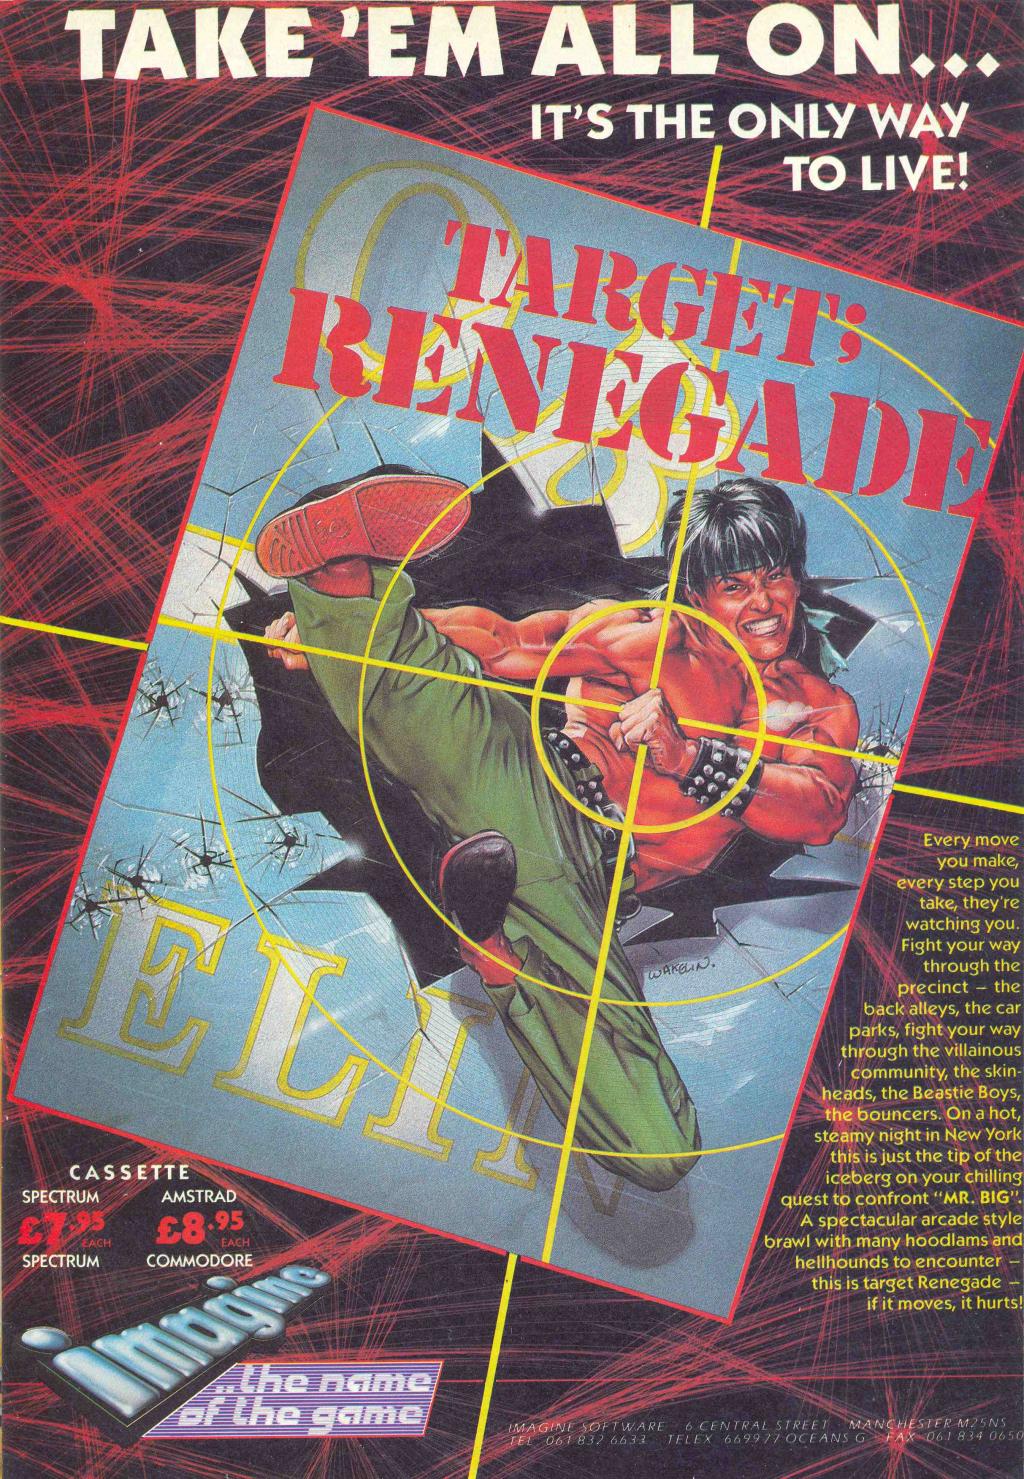 TAKE 'EM ALL ON...
IT'S THE ONLY WAY
TO LIVE!
TARGET;
RENEGADE
ELIM
WAKELIN.
Every move
you make,
every step you
take, they're
watching you.
Fight your way
through the
precinct – the
back alleys, the car
parks, fight your way
through the villainous
community, the skin-
heads, the Beastie Boys,
the bouncers. On a hot,
steamy night in New York
this is just the tip of the
iceberg on your chilling
quest to confront "MR. BIG".
A spectacular arcade style
brawl with many hoodlams and
hellhounds to encounter –
this is target Renegade –
if it moves, it hurts!
CASSETTE
SPECTRUM AMSTRAD
£7.95 EACH £8.95 EACH
SPECTRUM COMMODORE
imagine
...the name
of the game
IMAGINE SOFTWARE 6 CENTRAL STREET MANCHESTER M25NS
TEL 061 832 6633 TELEX 669977 OCEANS G FAX 061 834 0650